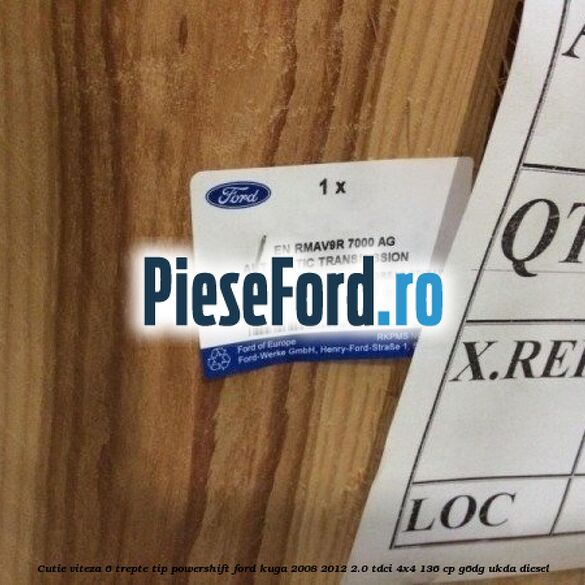 Ford
1 x
EN RMAV9R 7000 AG
TRANSMISSION
PieseFord.ro
RKPMS
Ford of Europe
Ford-Werke GmbH, Henry-Ford-Straße 1,
QT
X.REF
LOC
Cutie viteza 6 trepte tip powershift ford kuga 2008 2012 2.0 tdci 4x4 136 cp g6dg ukda diesel